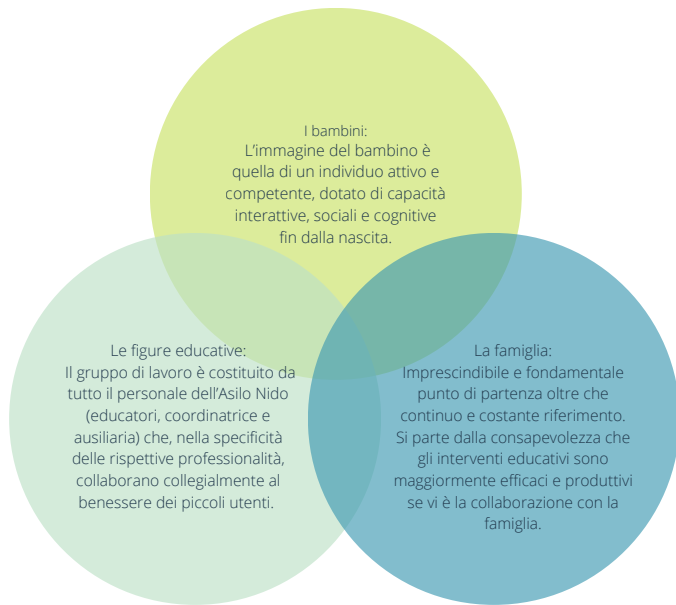 I bambini:
L'immagine del bambino è
quella di un individuo attivo e
competente, dotato di capacità
interattive, sociali e cognitive
fin dalla nascita.
Le figure educative:
Il gruppo di lavoro è costituito da
tutto il personale dell'Asilo Nido
(educatori, coordinatrice e
ausiliaria) che, nella specificità
delle rispettive professionalità,
collaborano collegialmente al
benessere dei piccoli utenti.
La famiglia:
Imprescindibile e fondamentale
punto di partenza oltre che
continuo e costante riferimento.
Si parte dalla consapevolezza che
gli interventi educativi sono
maggiormente efficaci e produttivi
se vi è la collaborazione con la
famiglia.